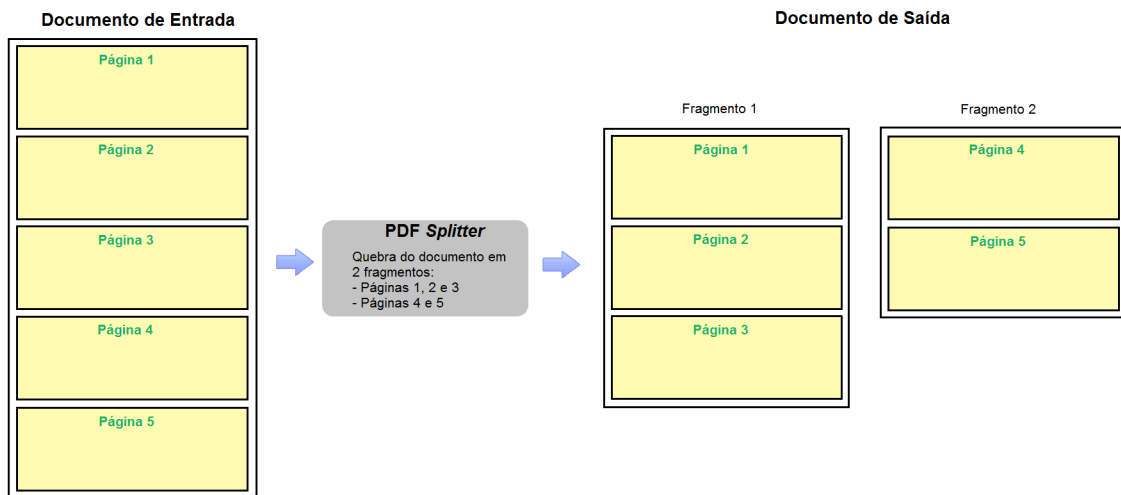 Documento de Entrada
Página 1
Página 2
Página 3
Página 4
Página 5
PDF Splitter
Quebra do documento em
2 fragmentos:
- Páginas 1, 2 e 3
- Páginas 4 e 5
Documento de Saída
Fragmento 1
Página 1
Página 2
Página 3
Fragmento 2
Página 4
Página 5